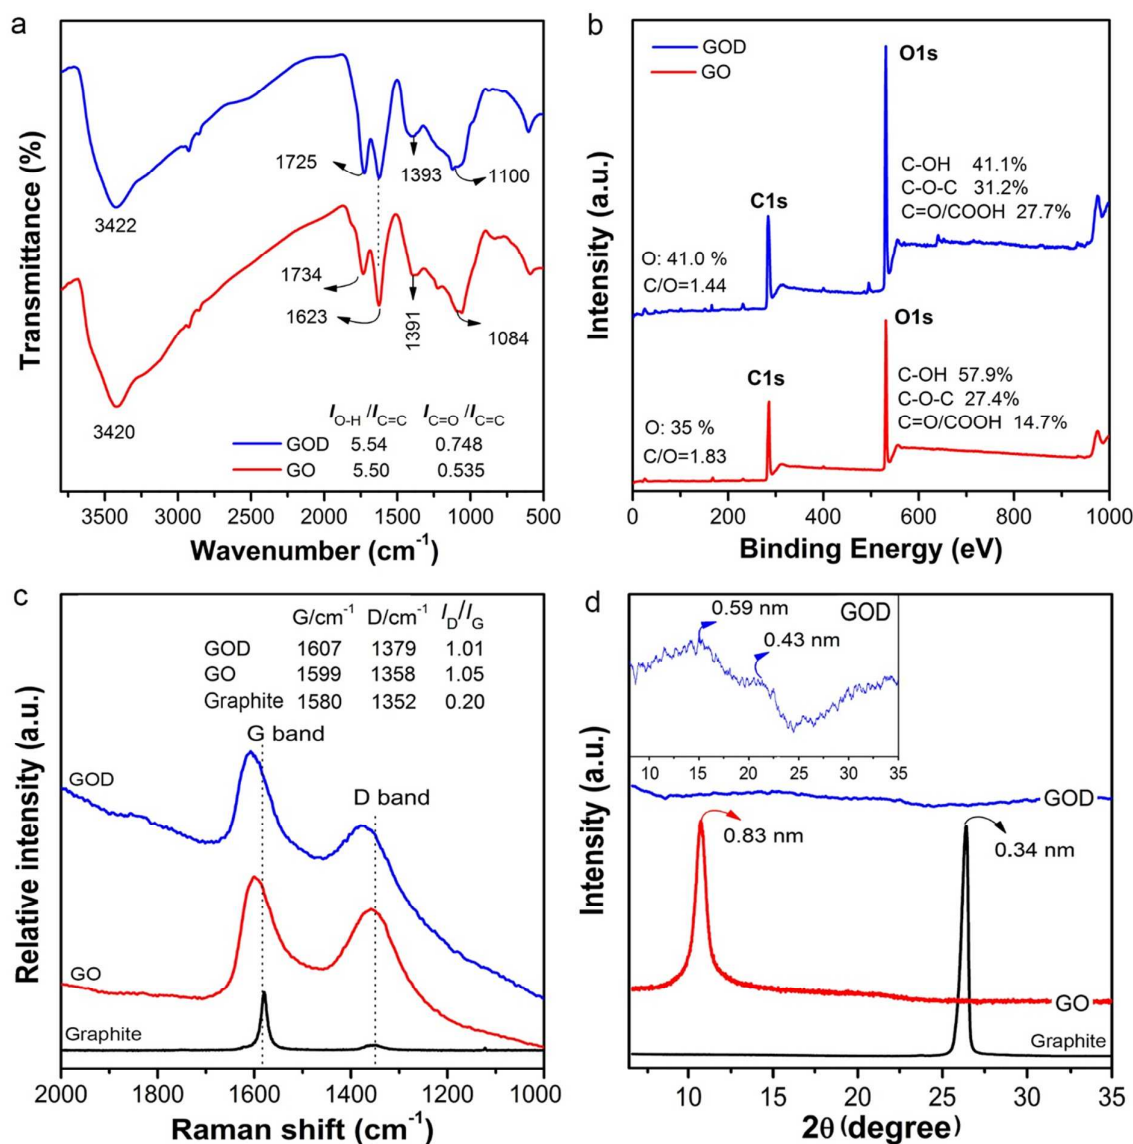 a
Transmittance (%)
1725
1393
1100
3422
1734
1623
1391
1084
3420
I O-H /I C=C I C=O /I C=C
GOD 5.54 0.748
GO 5.50 0.535
3500 3000 2500 2000 1500 1000 500
Wavenumber (cm-1)
b
Intensity (a.u.)
GOD
GO
O1s
C-OH 41.1%
C-O-C 31.2%
C=O/COOH 27.7%
C1s
O: 41.0 %
C/O=1.44
O1s
C-OH 57.9%
C-O-C 27.4%
C=O/COOH 14.7%
C1s
O: 35 %
C/O=1.83
0 200 400 600 800 1000
Binding Energy (eV)
c
Relative intensity (a.u.)
G/cm-1 D/cm-1 ID/IG
GOD 1607 1379 1.01
GO 1599 1358 1.05
Graphite 1580 1352 0.20
G band
D band
GOD
GO
Graphite
2000 1800 1600 1400 1200 1000
Raman shift (cm-1)
d
Intensity (a.u.)
0.59 nm
GOD
0.43 nm
10 15 20 25 30 35
GOD
0.83 nm
0.34 nm
GO
Graphite
10 15 20 25 30 35
2θ (degree)